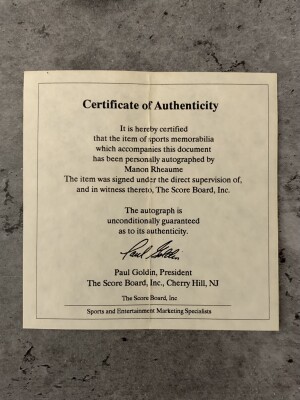 Certificate of Authenticity
It is hereby certified
that the item of sports memorabilia
which accompanies this document
has been personally autographed by
Manon Rheaume
The item was signed under the direct supervision of,
and in witness thereto, The Score Board, Inc.
The autograph is
unconditionally guaranteed
as to its authenticity.
Paul Goldin
Paul Goldin, President
The Score Board, Inc., Cherry Hill, NJ
The Score Board, Inc
Sports and Entertainment Marketing Specialists